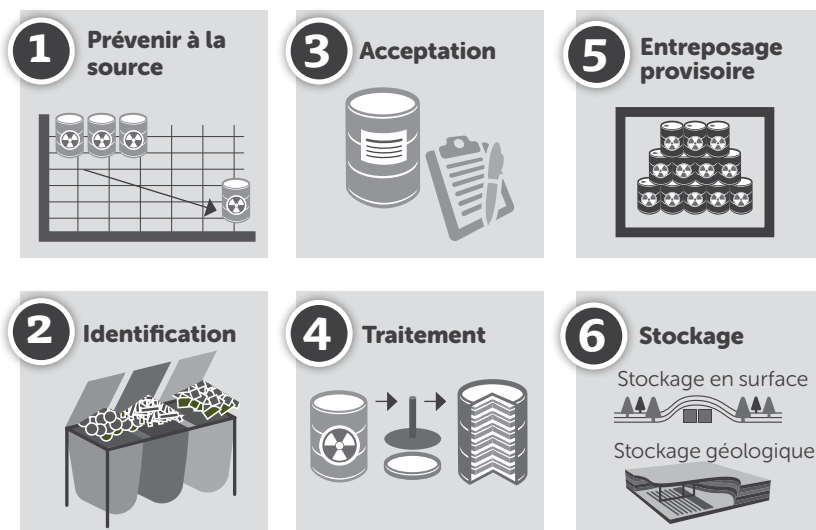 1
Prévenir à la
source
2
Identification
3
Acceptation
4
Traitement
5
Entreposage
provisoire
6
Stockage
Stockage en surface
Stockage géologique